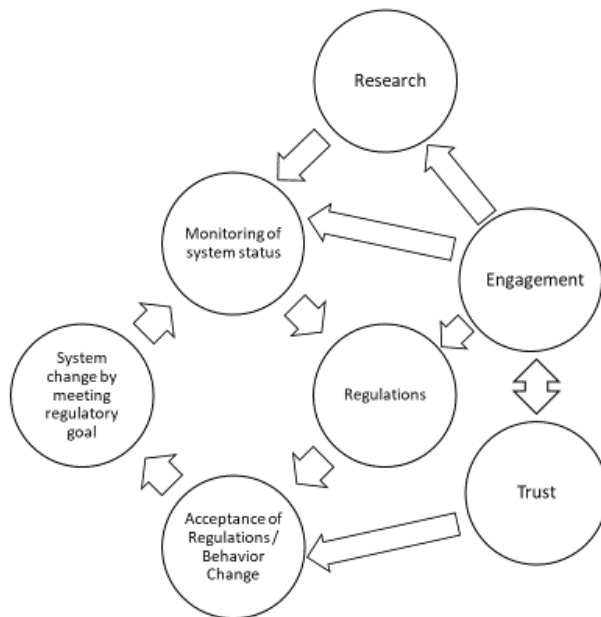 Research
Monitoring of
system status
Engagement
System
change by
meeting
regulatory
goal
Regulations
Trust
Acceptance of
Regulations /
Behavior
Change